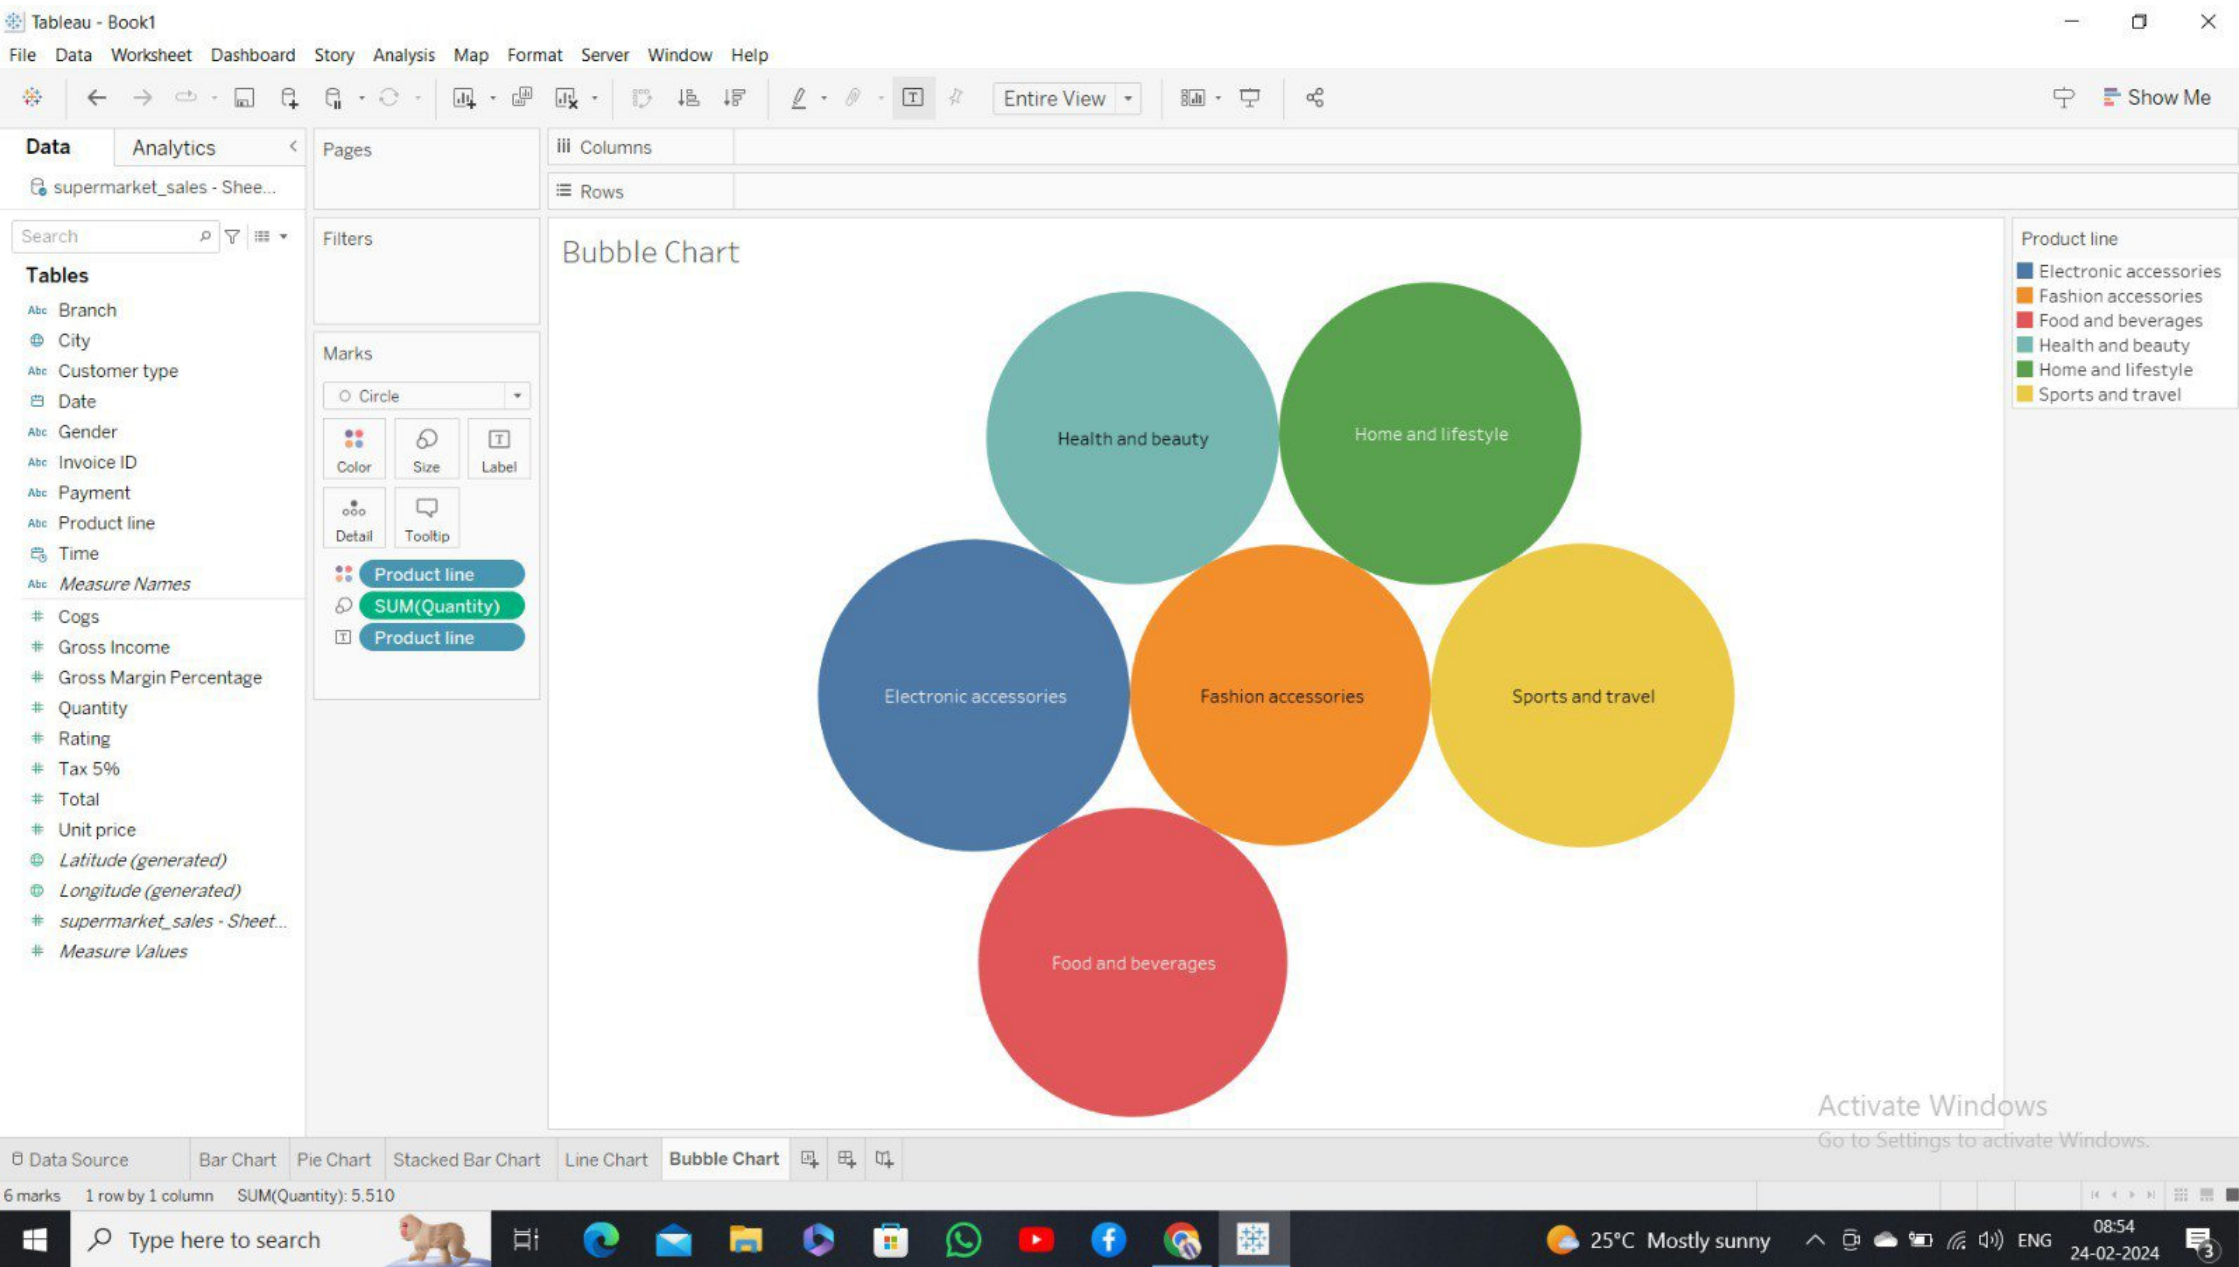 Tableau - Book1
File Data Worksheet Dashboard Story Analysis Map Format Server Window Help
Entire View
Show Me
Data Analytics
supermarket_sales - Shee...
Search
Tables
Abc Branch
City
Abc Customer type
Date
Abc Gender
Abc Invoice ID
Abc Payment
Abc Product line
Time
Abc Measure Names
# Cogs
# Gross Income
# Gross Margin Percentage
# Quantity
# Rating
# Tax 5%
# Total
# Unit price
Latitude (generated)
Longitude (generated)
# supermarket_sales - Sheet...
# Measure Values
Pages
Filters
Marks
Circle
Color Size Label
Detail Tooltip
Product line
SUM(Quantity)
Product line
Columns
Rows
Bubble Chart
Health and beauty
Home and lifestyle
Electronic accessories
Fashion accessories
Sports and travel
Food and beverages
Product line
Electronic accessories
Fashion accessories
Food and beverages
Health and beauty
Home and lifestyle
Sports and travel
Activate Windows
Go to Settings to activate Windows.
Data Source Bar Chart Pie Chart Stacked Bar Chart Line Chart Bubble Chart
6 marks 1 row by 1 column SUM(Quantity): 5,510
Type here to search
25°C Mostly sunny
ENG
08:54
24-02-2024
3